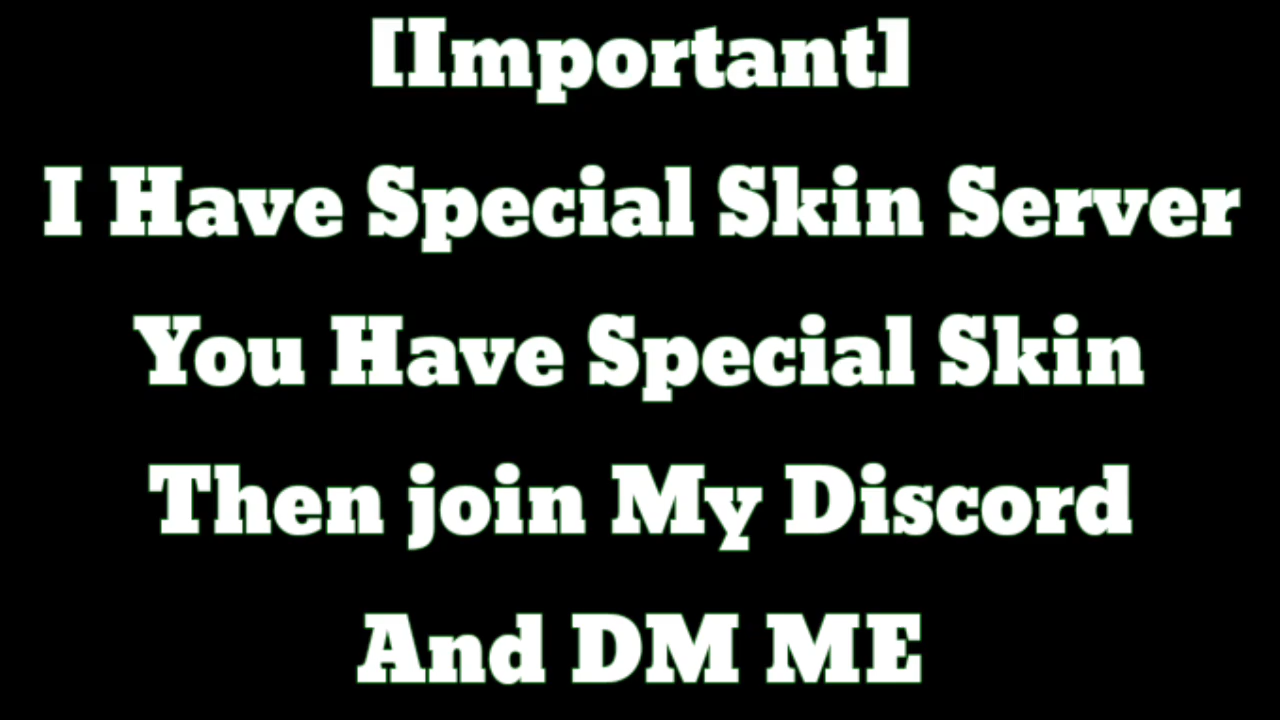 [Important]
I Have Special Skin Server
You Have Special Skin
Then join My Discord
And DM ME